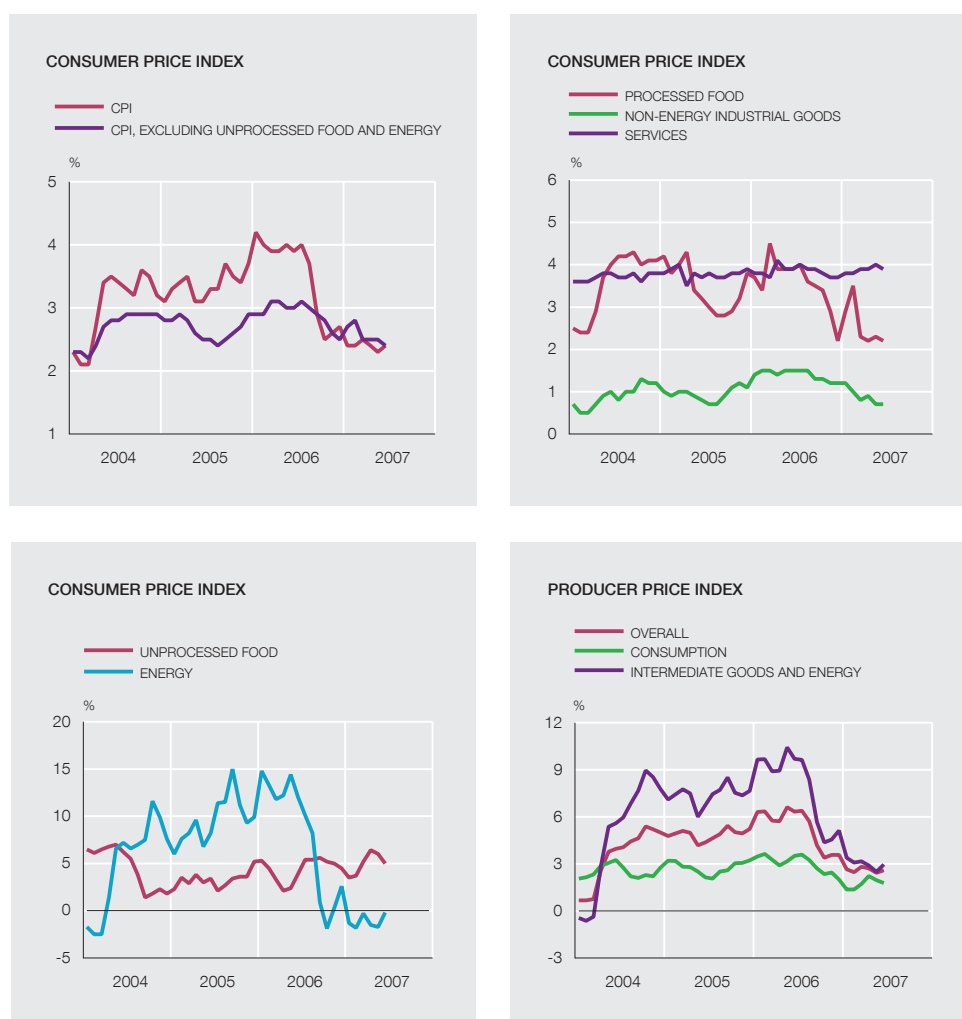 CONSUMER PRICE INDEX
CPI
CPI, EXCLUDING UNPROCESSED FOOD AND ENERGY
%
5
4
3
2
1
2004 2005 2006 2007
CONSUMER PRICE INDEX
PROCESSED FOOD
NON-ENERGY INDUSTRIAL GOODS
SERVICES
%
6
5
4
3
2
1
0
2004 2005 2006 2007
CONSUMER PRICE INDEX
UNPROCESSED FOOD
ENERGY
%
20
15
10
5
0
-5
2004 2005 2006 2007
PRODUCER PRICE INDEX
OVERALL
CONSUMPTION
INTERMEDIATE GOODS AND ENERGY
%
12
9
6
3
0
-3
2004 2005 2006 2007